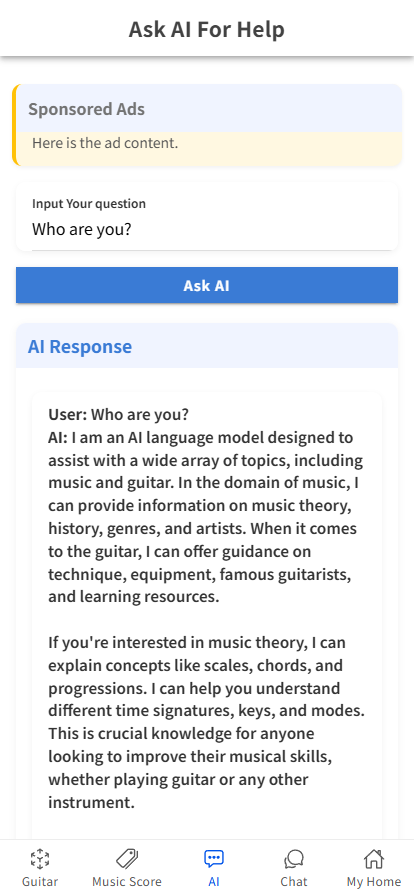 Ask AI For Help
Sponsored Ads
Here is the ad content.
Input Your question
Who are you?
Ask AI
AI Response
User: Who are you?
AI: I am an AI language model designed to
assist with a wide array of topics, including
music and guitar. In the domain of music, I
can provide information on music theory,
history, genres, and artists. When it comes
to the guitar, I can offer guidance on
technique, equipment, famous guitarists,
and learning resources.
If you're interested in music theory, I can
explain concepts like scales, chords, and
progressions. I can help you understand
different time signatures, keys, and modes.
This is crucial knowledge for anyone
looking to improve their musical skills,
whether playing guitar or any other
instrument.
Guitar
Music Score
AI
Chat
My Home